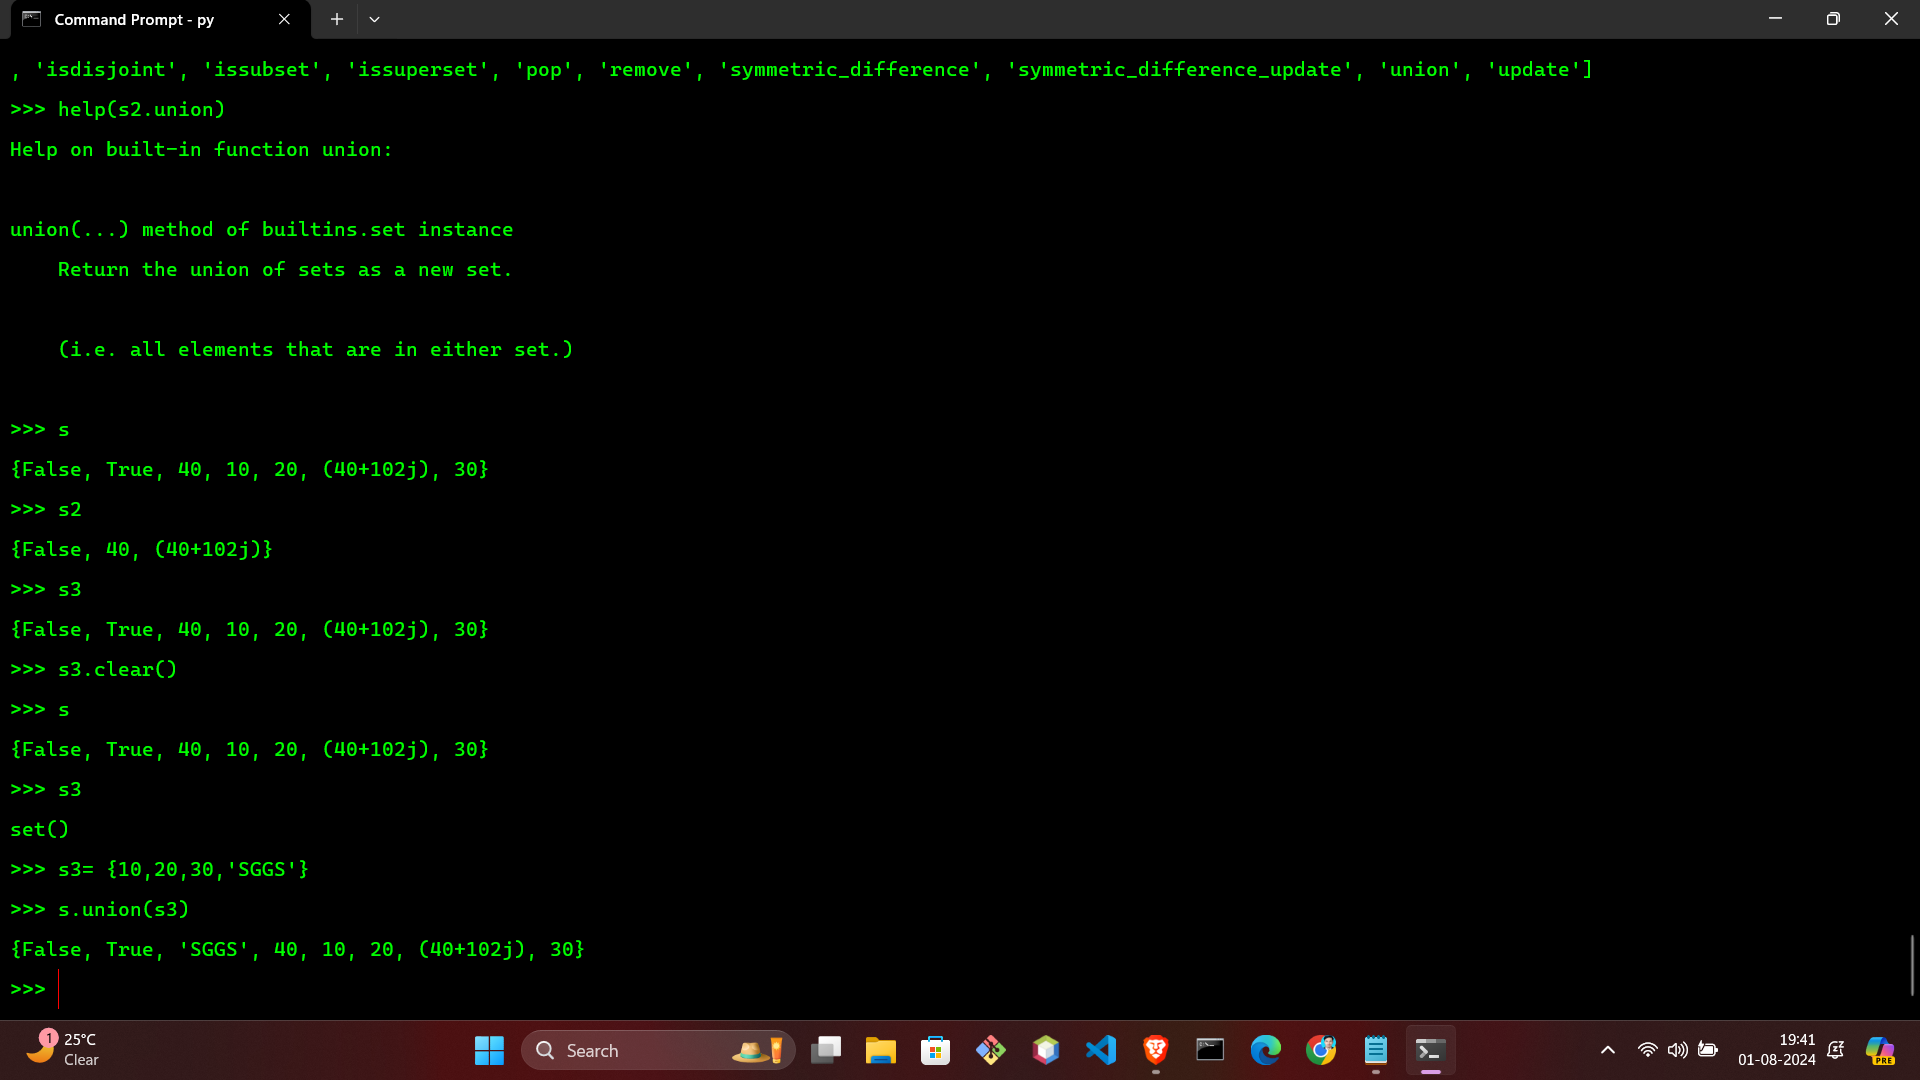 Command Prompt - py
, 'isdisjoint', 'issubset', 'issuperset', 'pop', 'remove', 'symmetric_difference', 'symmetric_difference_update', 'union', 'update']
>>> help(s2.union)
Help on built-in function union:
union(...) method of builtins.set instance
    Return the union of sets as a new set.
    (i.e. all elements that are in either set.)
>>> s
{False, True, 40, 10, 20, (40+102j), 30}
>>> s2
{False, 40, (40+102j)}
>>> s3
{False, True, 40, 10, 20, (40+102j), 30}
>>> s3.clear()
>>> s
{False, True, 40, 10, 20, (40+102j), 30}
>>> s3
set()
>>> s3= {10,20,30,'SGGS'}
>>> s.union(s3)
{False, True, 'SGGS', 40, 10, 20, (40+102j), 30}
>>>
1
25°C
Clear
Search
19:41
01-08-2024
PRE